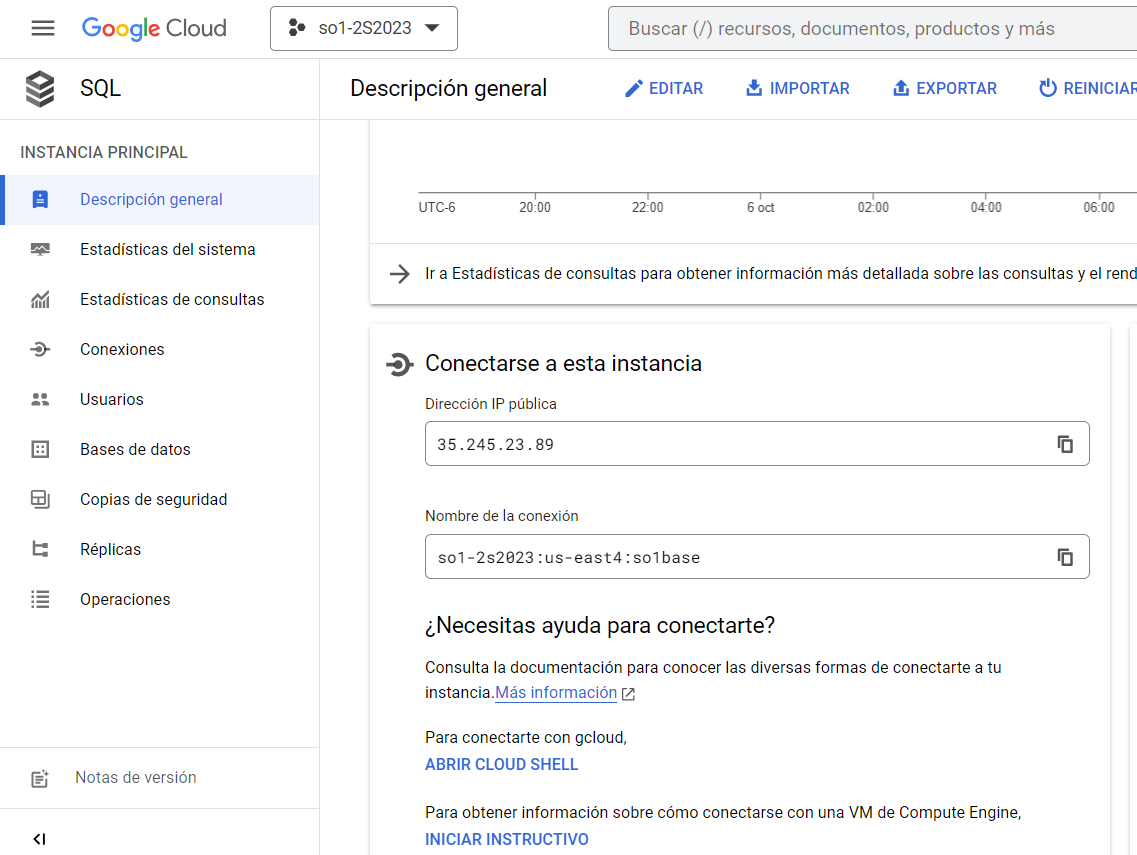 Google Cloud
so1-2S2023
Buscar (/) recursos, documentos, productos y más
SQL
Descripción general
EDITAR
IMPORTAR
EXPORTAR
REINICIAR
INSTANCIA PRINCIPAL
Descripción general
Estadísticas del sistema
Estadísticas de consultas
Conexiones
Usuarios
Bases de datos
Copias de seguridad
Réplicas
Operaciones
Notas de versión
UTC-6 20:00 22:00 6 oct 02:00 04:00 06:00
Ir a Estadísticas de consultas para obtener información más detallada sobre las consultas y el rend
Conectarse a esta instancia
Dirección IP pública
35.245.23.89
Nombre de la conexión
so1-2s2023:us-east4:so1base
¿Necesitas ayuda para conectarte?
Consulta la documentación para conocer las diversas formas de conectarte a tu
instancia.Más información
Para conectarte con gcloud,
ABRIR CLOUD SHELL
Para obtener información sobre cómo conectarse con una VM de Compute Engine,
INICIAR INSTRUCTIVO